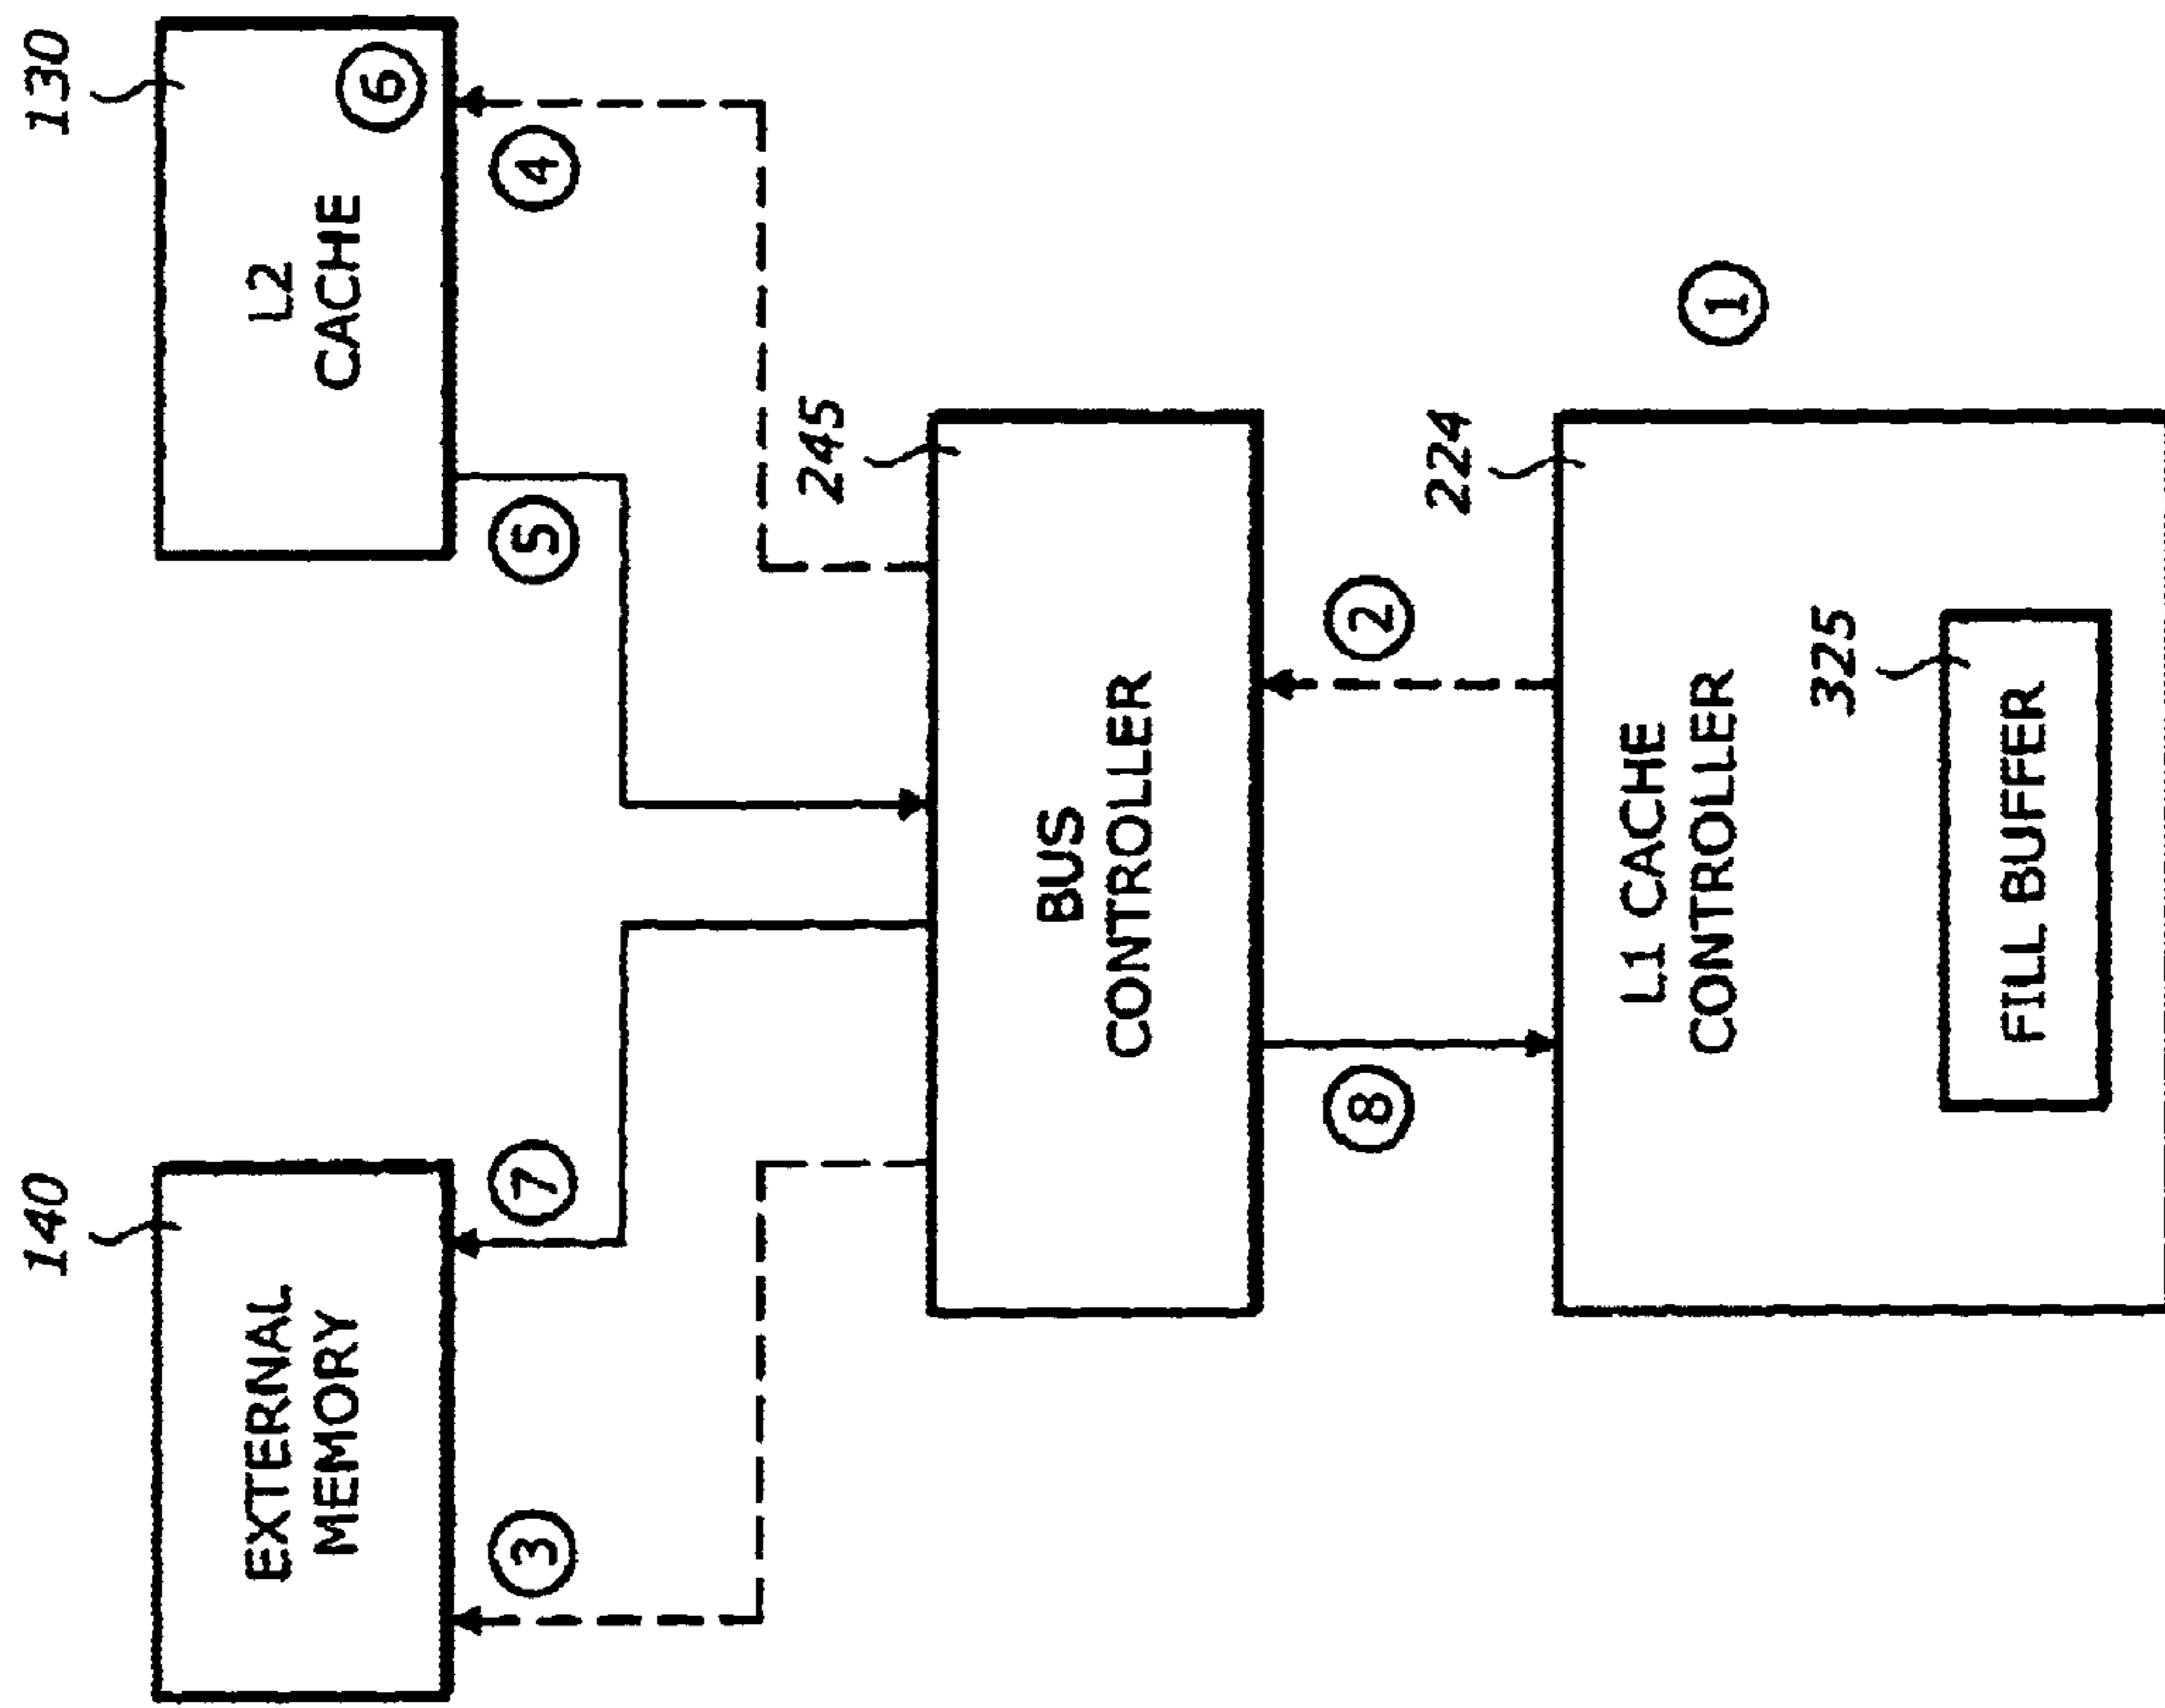 140
EXTERNAL
MEMORY
130
L2
CACHE
6
3
7
5
4
245
BUS
CONTROLLER
8
2
224
L1 CACHE
CONTROLLER
1
325
FILL BUFFER